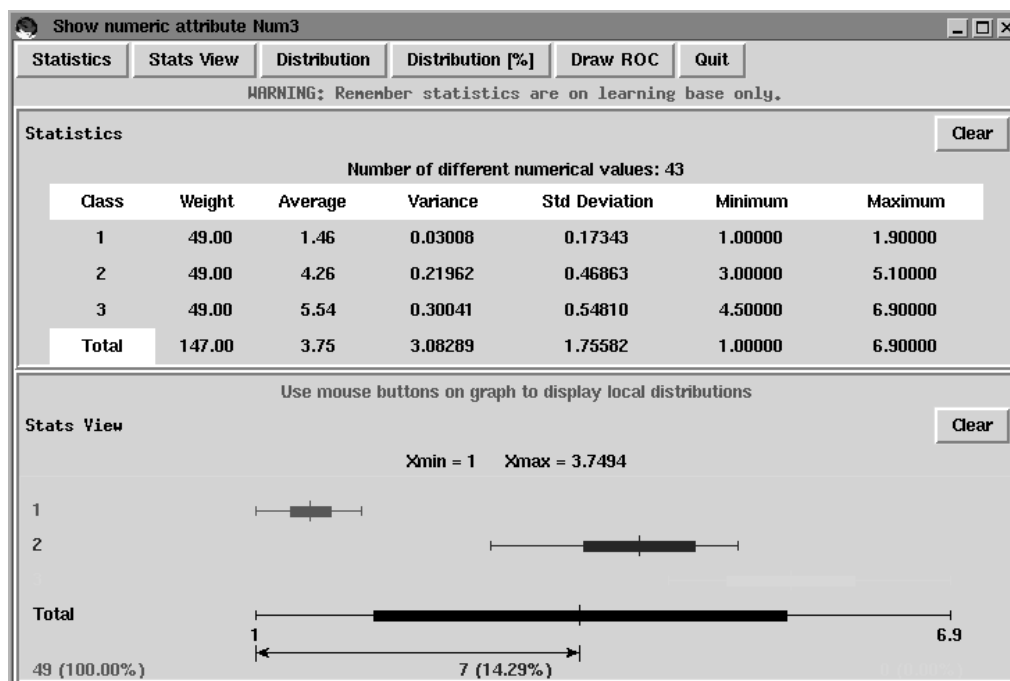 Show numeric attribute Num3
Statistics Stats View Distribution Distribution [%] Draw ROC Quit
WARNING: Remember statistics are on learning base only.
Statistics Clear
Number of different numerical values: 43
Class Weight Average Variance Std Deviation Minimum Maximum
1 49.00 1.46 0.03008 0.17343 1.00000 1.90000
2 49.00 4.26 0.21962 0.46863 3.00000 5.10000
3 49.00 5.54 0.30041 0.54810 4.50000 6.90000
Total 147.00 3.75 3.08289 1.75582 1.00000 6.90000
Use mouse buttons on graph to display local distributions
Stats View Clear
Xmin = 1 Xmax = 3.7494
1
2
3
Total
1 6.9
49 (100.00%) 7 (14.29%) 0 (0.00%)